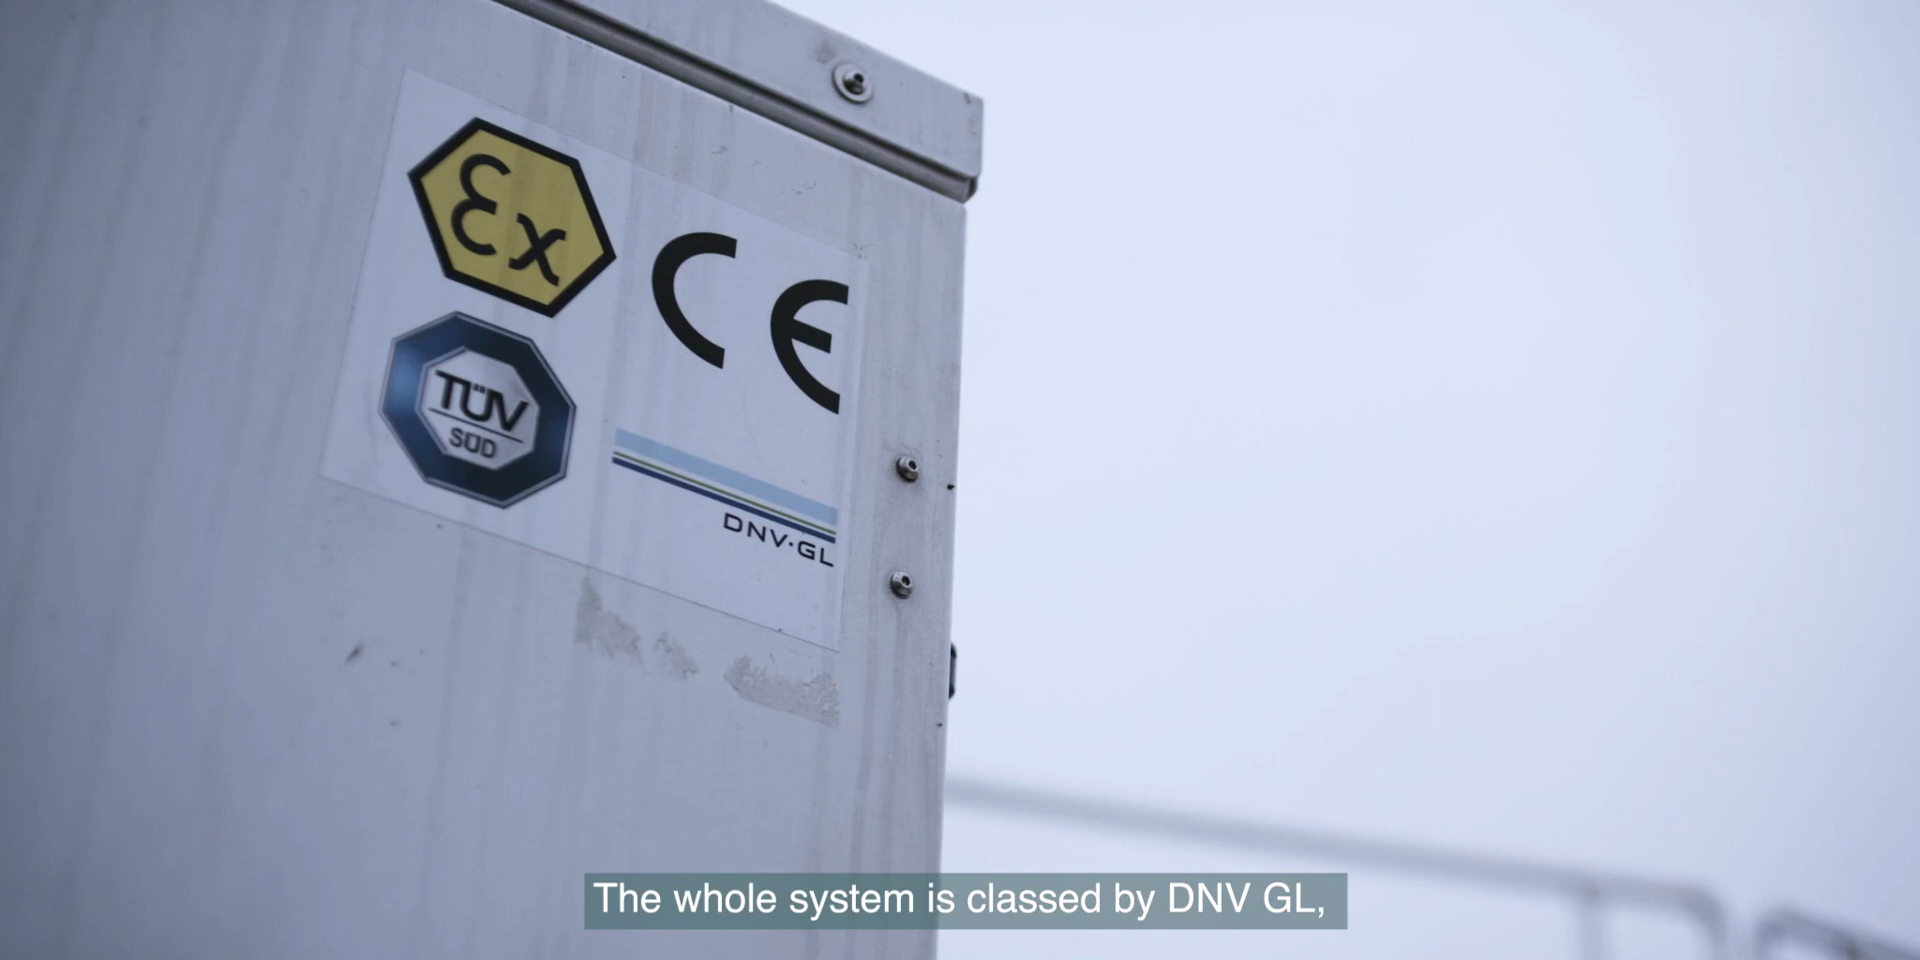 Ex
CE
TÜV
SÜD
DNV·GL
The whole system is classed by DNV GL,